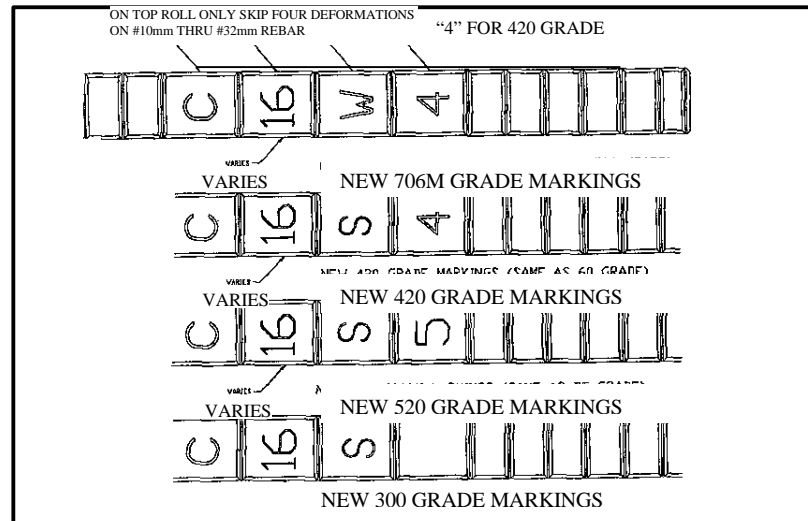 ON TOP ROLL ONLY SKIP FOUR DEFORMATIONS
ON #10mm THRU #32mm REBAR
“4” FOR 420 GRADE
C 16 W 4
VARIES
VARIES
NEW 706M GRADE MARKINGS
C 16 S 4
NEW 420 GRADE MARKINGS (SAME AS 60 GRADE)
VARIES
VARIES
NEW 420 GRADE MARKINGS
C 16 S 5
VARIES
VARIES
NEW 520 GRADE MARKINGS
C 16 S
NEW 300 GRADE MARKINGS